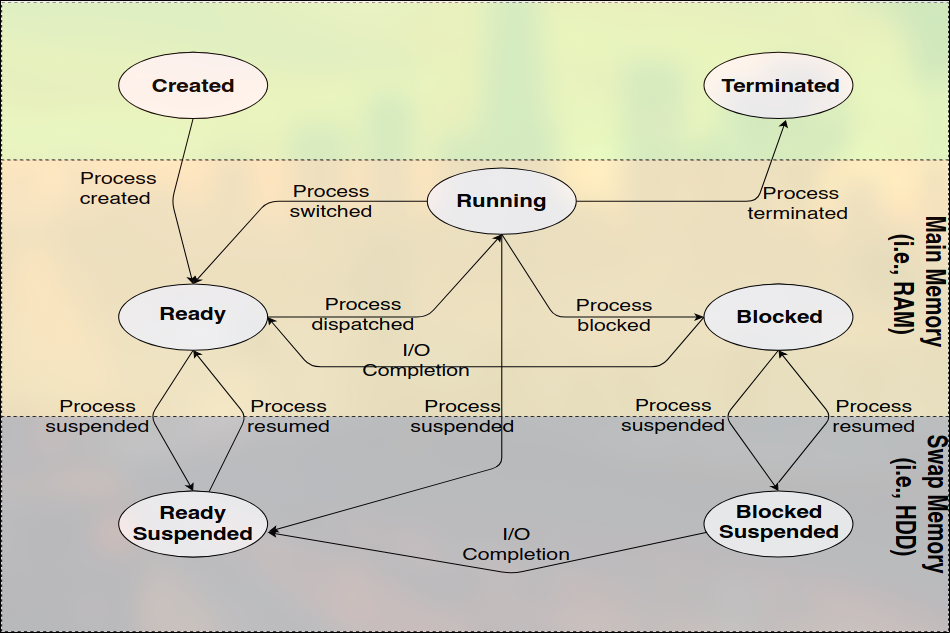 Created
Terminated
Process
created
Process
switched
Running
Process
terminated
Main Memory
(i.e., RAM)
Ready
Process
dispatched
Process
blocked
Blocked
I/O
Completion
Process
suspended
Process
resumed
Process
suspended
Process
suspended
Process
resumed
Swap Memory
(i.e., HDD)
Ready
Suspended
I/O
Completion
Blocked
Suspended